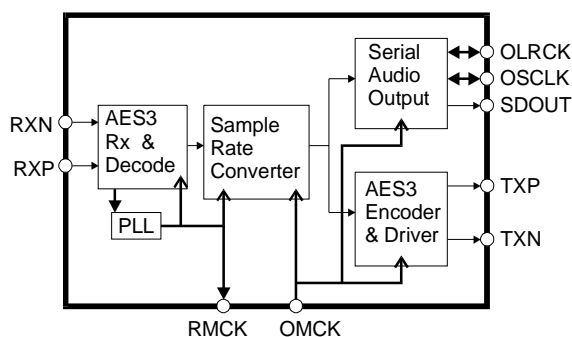 Serial
Audio
Output
OLRCK
OSCLK
SDOUT
RXN
RXP
AES3
Rx &
Decode
Sample
Rate
Converter
PLL
AES3
Encoder
& Driver
TXP
TXN
RMCK
OMCK